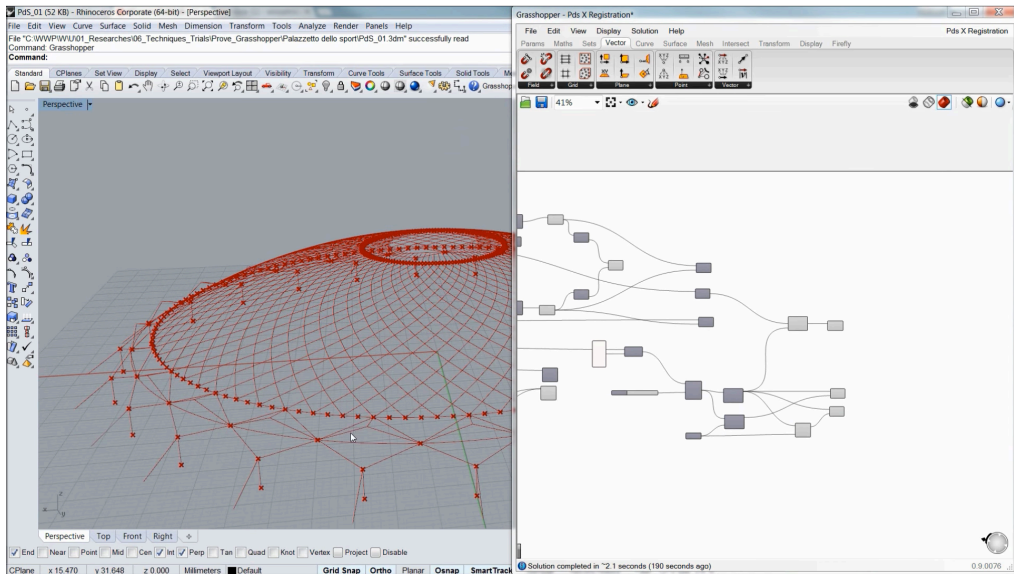 PdS_01 (52 KB) - Rhinoceros Corporate (64-bit) - [Perspective]
File Edit View Curve Surface Solid Mesh Dimension Transform Tools Analyze Render Panels Help
File "C:\WWP\W\U\01_Researches\06_Techniques_Trials\Prove_Grasshopper\Palazzetto dello sport\PdS_01.3dm" successfully read
Command: Grasshopper
Command:
Standard CPlanes Set View Display Select Viewport Layout Visibility Transform Curve Tools Surface Tools Solid Tools Me
Grasshop
Perspective
z
x
y
Perspective Top Front Right
End Near Point Mid Cen Int Perp Tan Quad Knot Vertex Project Disable
CPlane x 15.470 y 31.648 z 0.000 Millimeters Default Grid Snap Ortho Planar Osnap SmartTrack
Grasshopper - Pds X Registration*
File Edit View Display Solution Help Pds X Registration
Params Maths Sets Vector Curve Surface Mesh Intersect Transform Display Firefly
Field Grid Plane Point Vector
41%
Solution completed in ~2.1 seconds (190 seconds ago) 0.9.0076